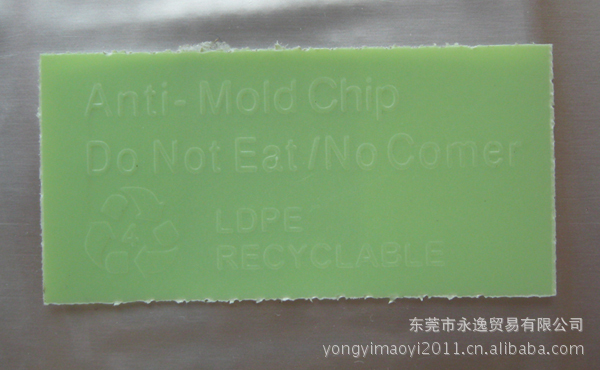 Anti- Mold Chip
Do Not Eat /No Comer
4
LDPE
RECYCLABLE
东莞市永逸贸易有限公司
yongyimaoyi2011.cn.alibaba.com